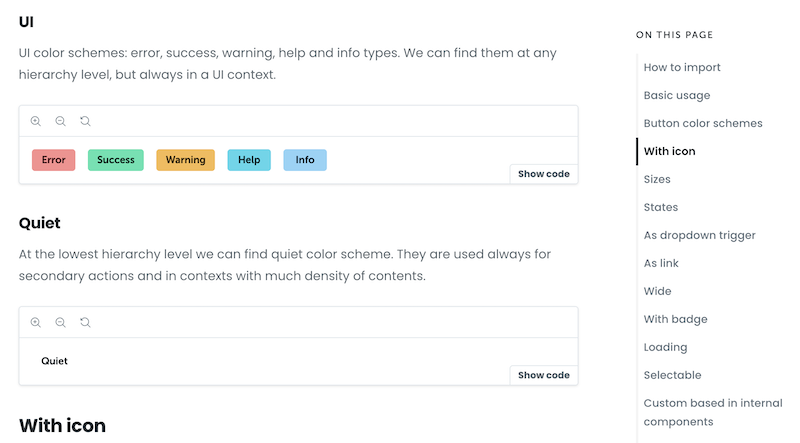 UI
UI color schemes: error, success, warning, help and info types. We can find them at any
hierarchy level, but always in a UI context.
Error Success Warning Help Info
Show code
Quiet
At the lowest hierarchy level we can find quiet color scheme. They are used always for
secondary actions and in contexts with much density of contents.
Quiet
Show code
With icon
ON THIS PAGE
How to import
Basic usage
Button color schemes
With icon
Sizes
States
As dropdown trigger
As link
Wide
With badge
Loading
Selectable
Custom based in internal
components